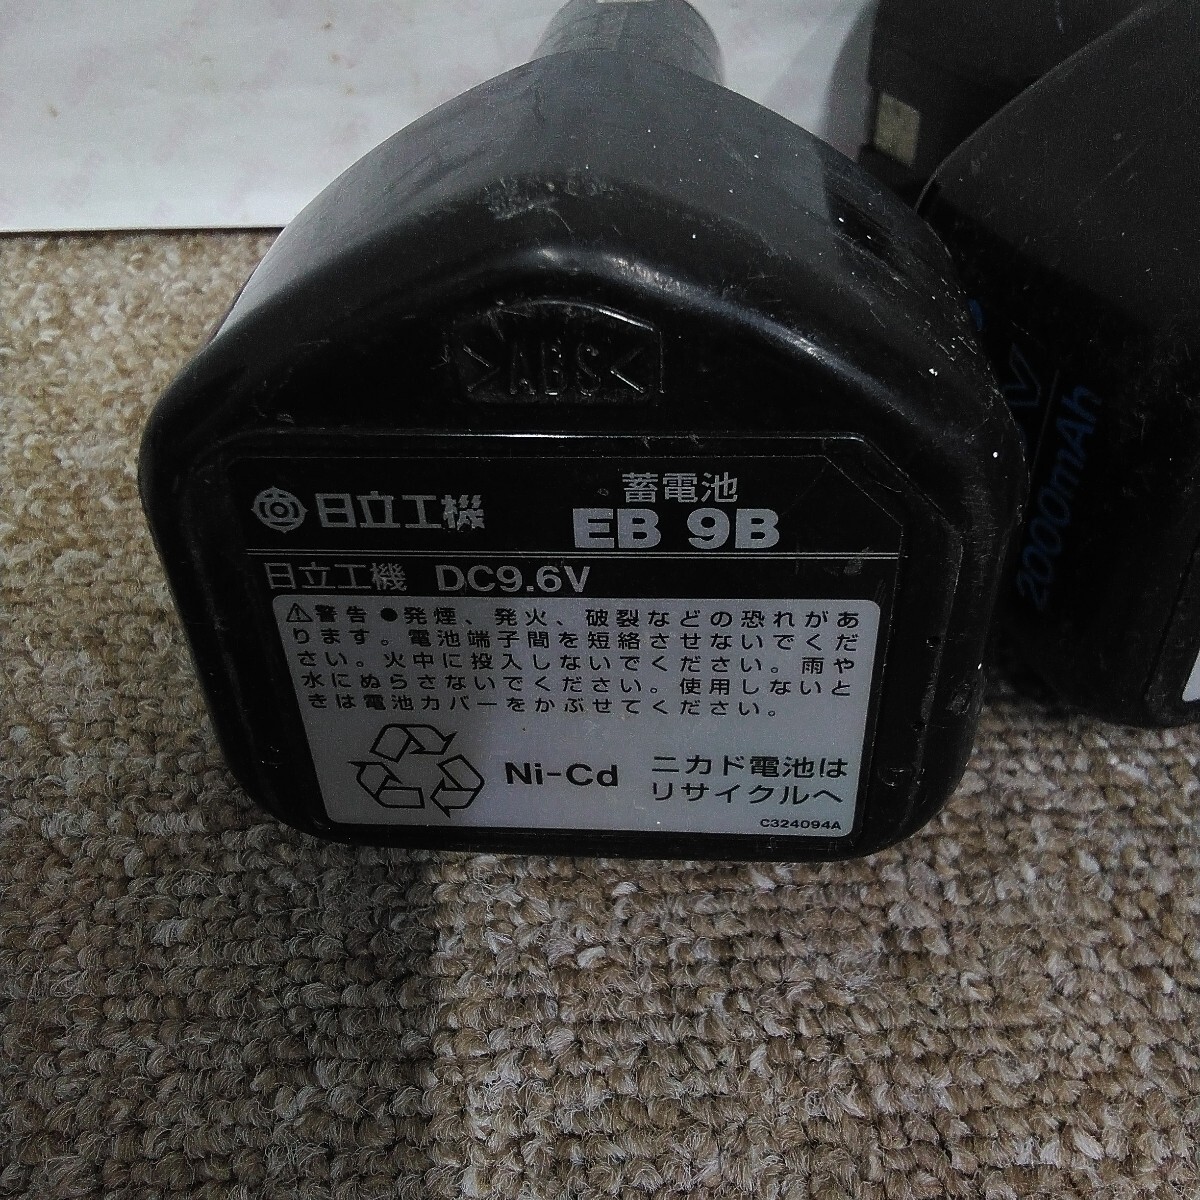 >ABS<
日立工機
蓄電池
EB 9B
日立工機 DC9.6V
⚠警告 ●発煙、発火、破裂などの恐れがあ
ります。電池端子間を短絡させないでくだ
さい。火中に投入しないでください。雨や
水にぬらさないでください。使用しないと
きは電池カバーをかぶせてください。
Ni-Cd
ニカド電池は
リサイクルへ
C324094A
V
2000mAh